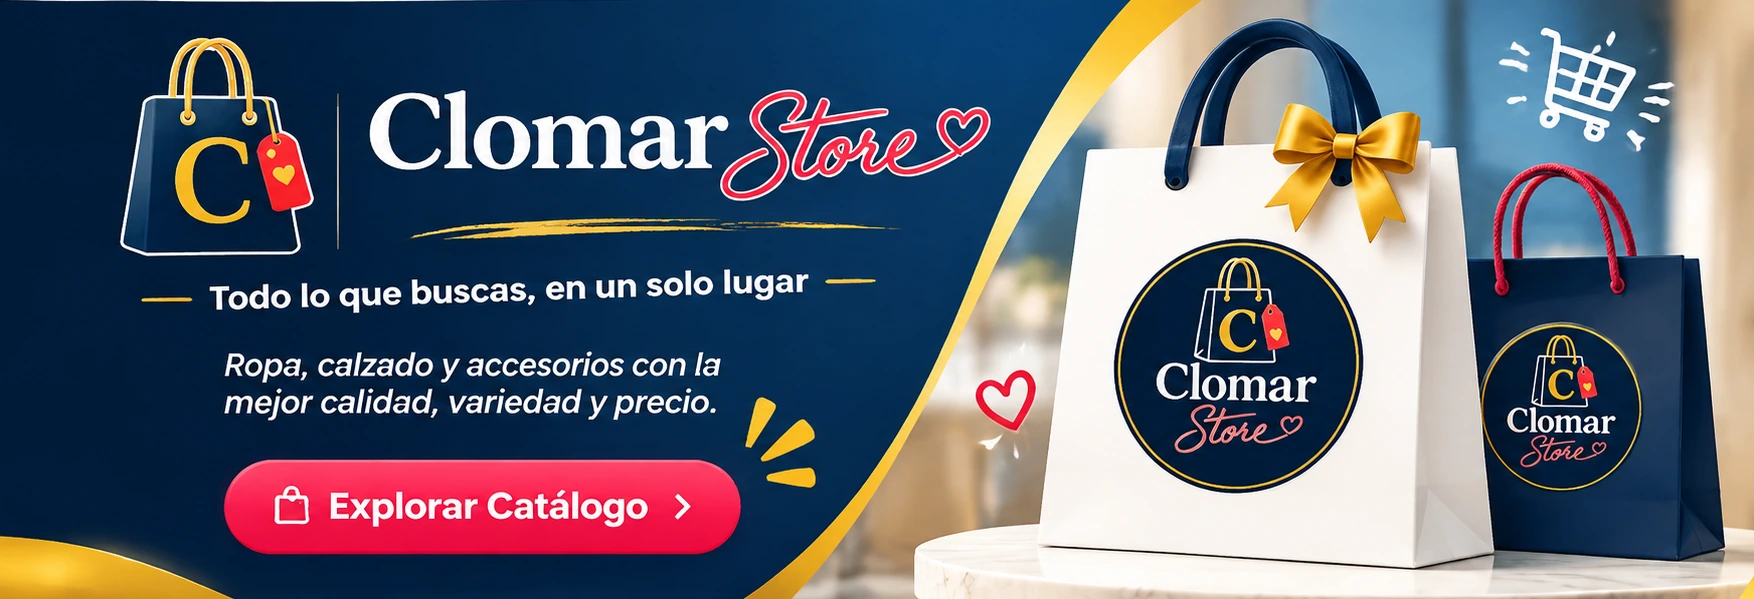 C
Clomar Store
Todo lo que buscas, en un solo lugar
Ropa, calzado y accesorios con la
mejor calidad, variedad y precio.
Explorar Catálogo
C
Clomar
Store
C
Clomar
Store